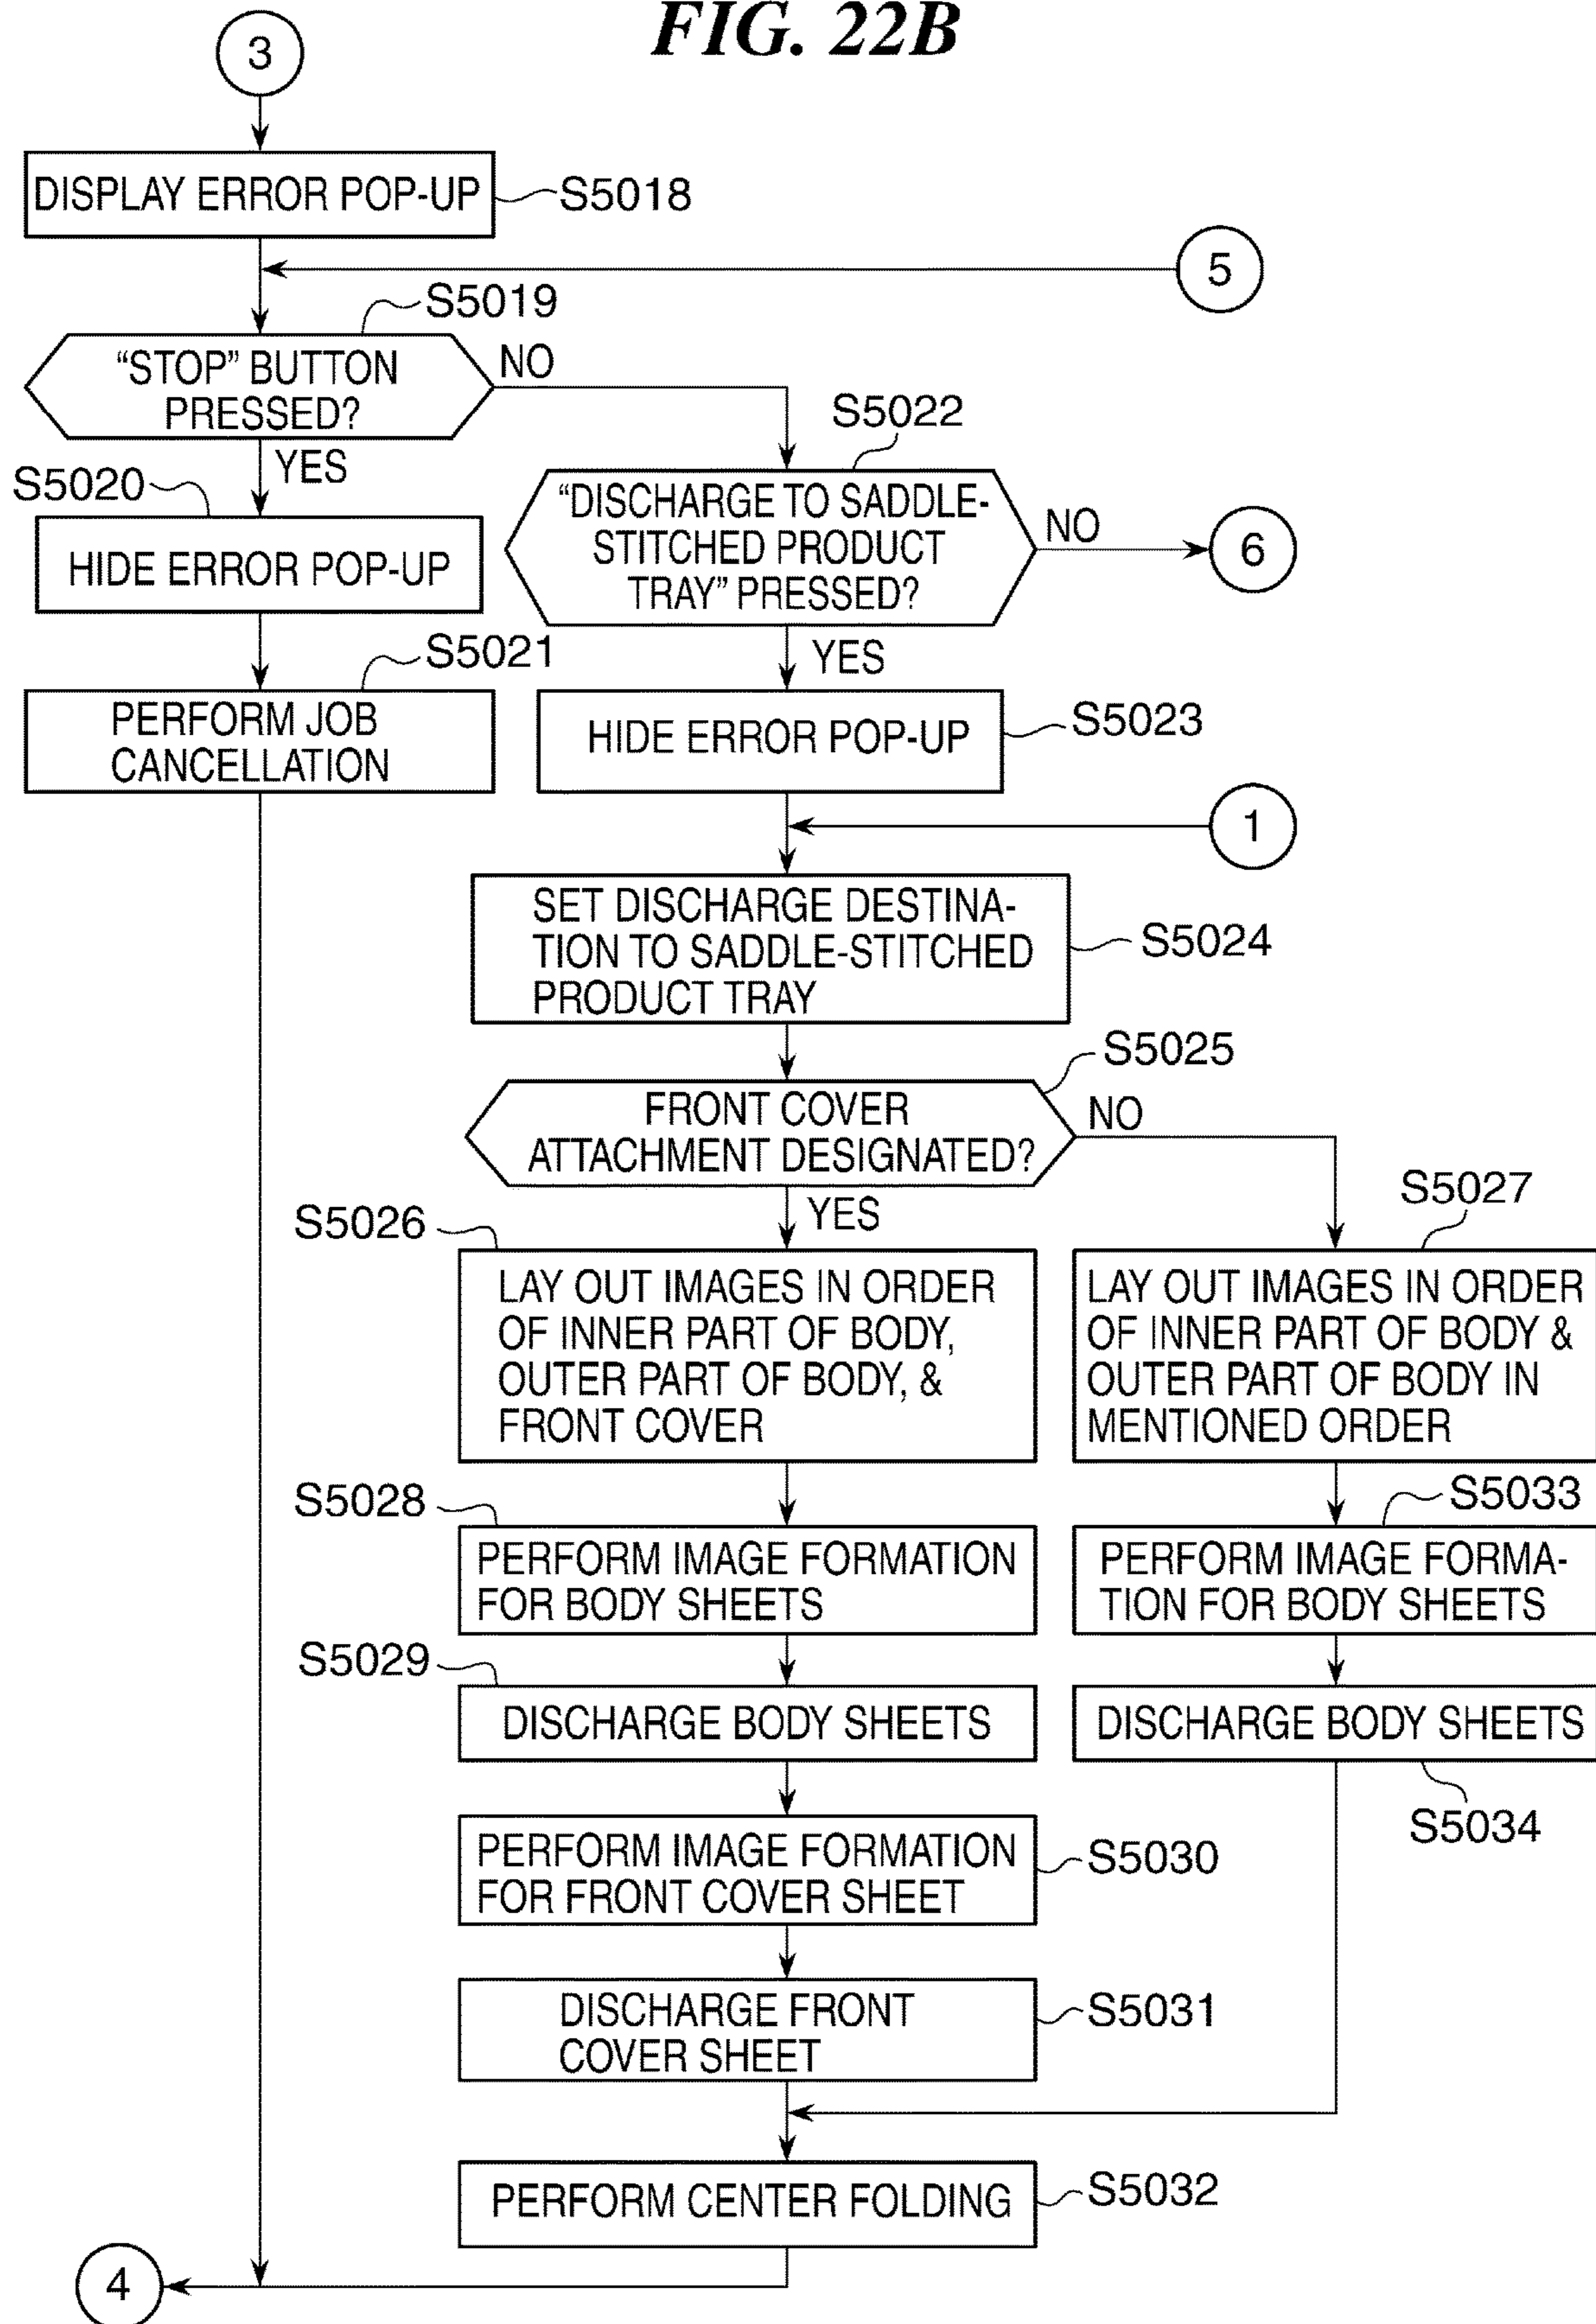 FIG. 22B
3
DISPLAY ERROR POP-UP
S5018
5
S5019
“STOP” BUTTON
PRESSED?
NO
YES
S5022
“DISCHARGE TO SADDLE-
STITCHED PRODUCT
TRAY” PRESSED?
NO
6
YES
S5020
HIDE ERROR POP-UP
S5021
PERFORM JOB
CANCELLATION
HIDE ERROR POP-UP
S5023
1
SET DISCHARGE DESTINA-
TION TO SADDLE-STITCHED
PRODUCT TRAY
S5024
S5025
FRONT COVER
ATTACHMENT DESIGNATED?
NO
YES
S5026
LAY OUT IMAGES IN ORDER
OF INNER PART OF BODY,
OUTER PART OF BODY, &
FRONT COVER
S5027
LAY OUT IMAGES IN ORDER
OF INNER PART OF BODY &
OUTER PART OF BODY IN
MENTIONED ORDER
S5028
PERFORM IMAGE FORMATION
FOR BODY SHEETS
S5033
PERFORM IMAGE FORMA-
TION FOR BODY SHEETS
S5029
DISCHARGE BODY SHEETS
DISCHARGE BODY SHEETS
S5034
PERFORM IMAGE FORMATION
FOR FRONT COVER SHEET
S5030
DISCHARGE FRONT
COVER SHEET
S5031
PERFORM CENTER FOLDING
S5032
4